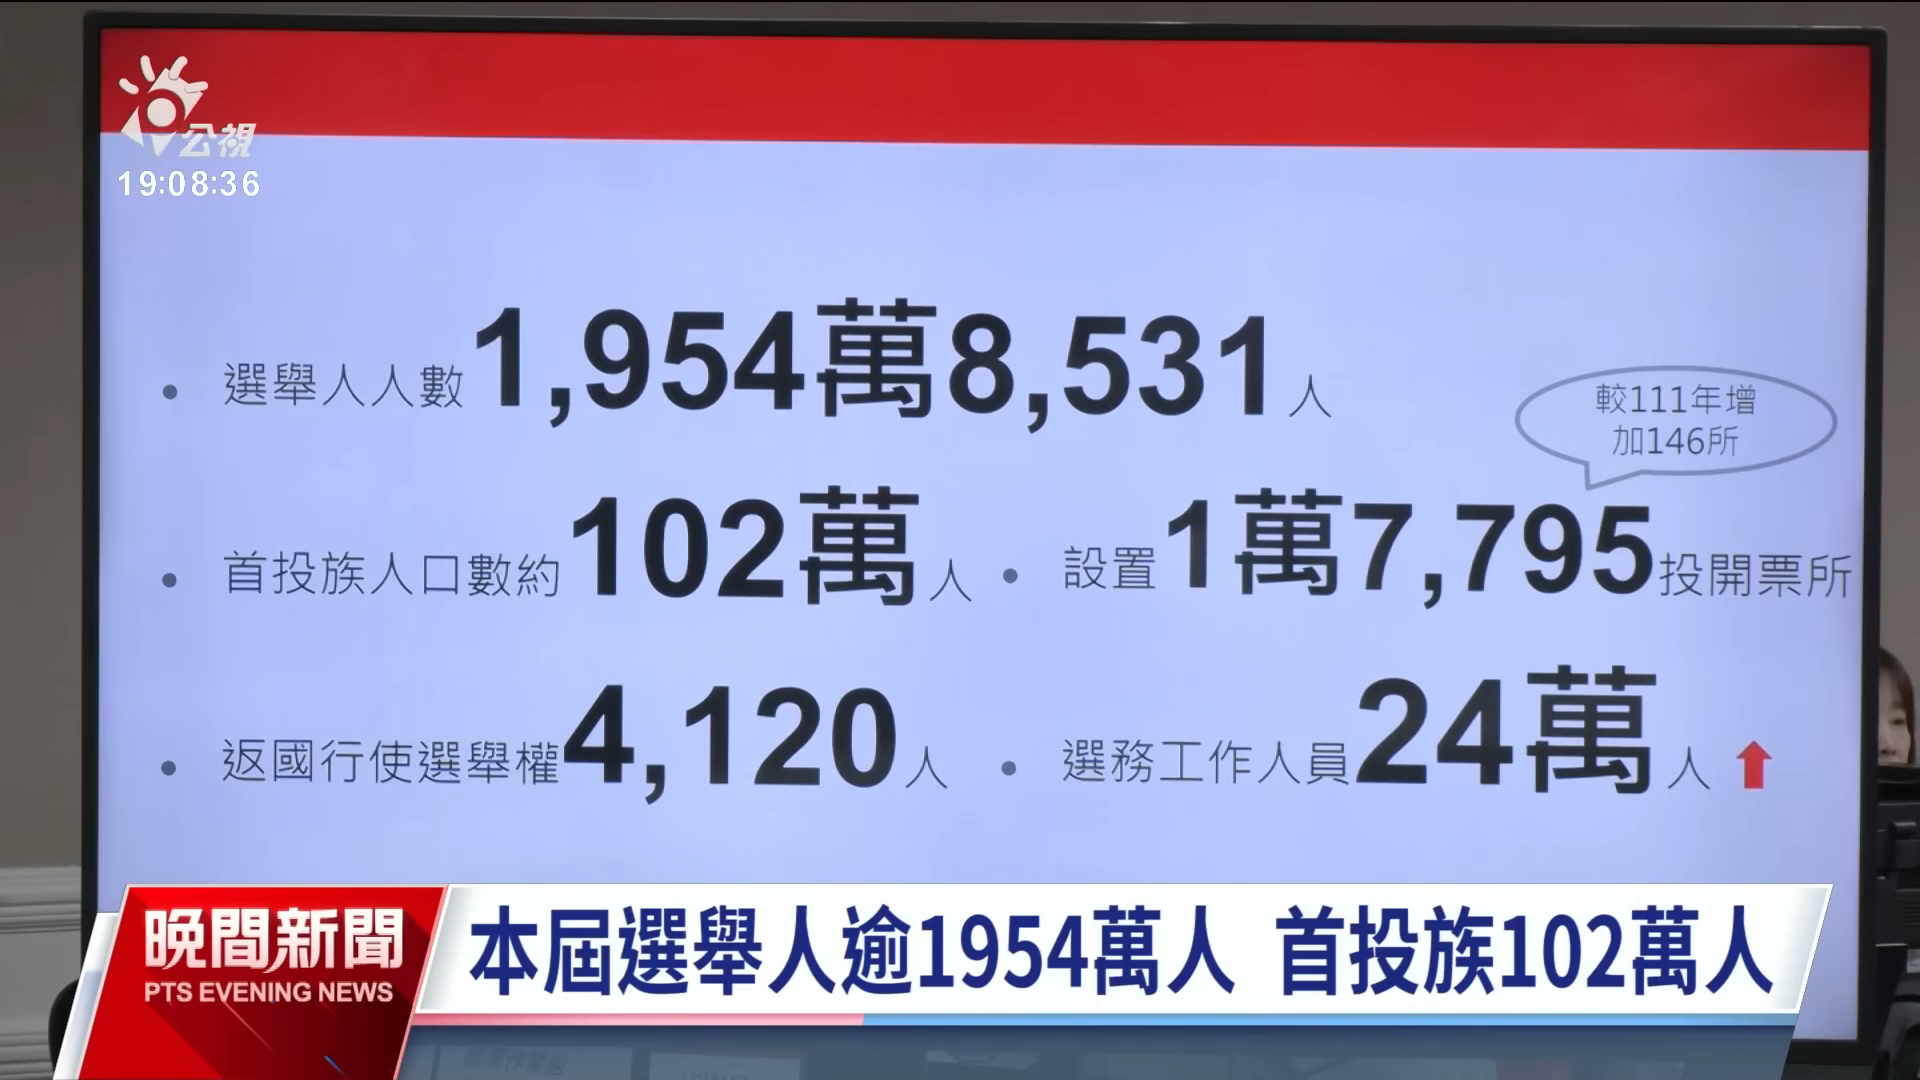 公視
19:08:36
選舉人人數1,954萬8,531人
較111年增
加146所
首投族人口數約102萬人
設置1萬7,795投開票所
返國行使選舉權4,120人
選務工作人員24萬人
晚間新聞
PTS EVENING NEWS
本屆選舉人逾1954萬人 首投族102萬人